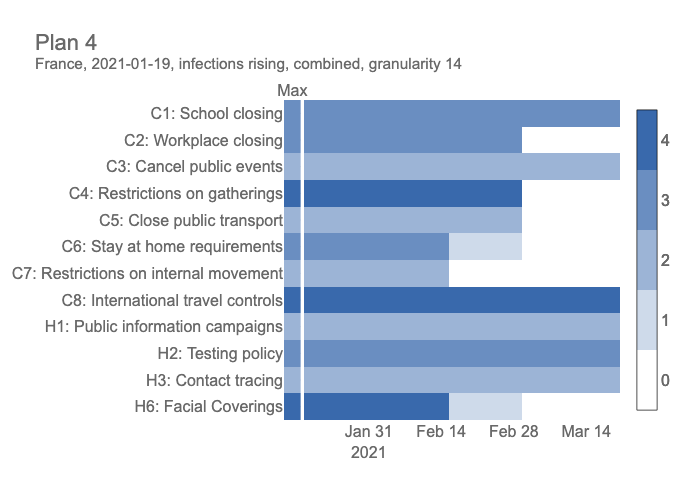 Plan 4
France, 2021-01-19, infections rising, combined, granularity 14
Max
C1: School closing
C2: Workplace closing
C3: Cancel public events
C4: Restrictions on gatherings
C5: Close public transport
C6: Stay at home requirements
C7: Restrictions on internal movement
C8: International travel controls
H1: Public information campaigns
H2: Testing policy
H3: Contact tracing
H6: Facial Coverings
4
3
2
1
0
Jan 31 Feb 14 Feb 28 Mar 14
2021